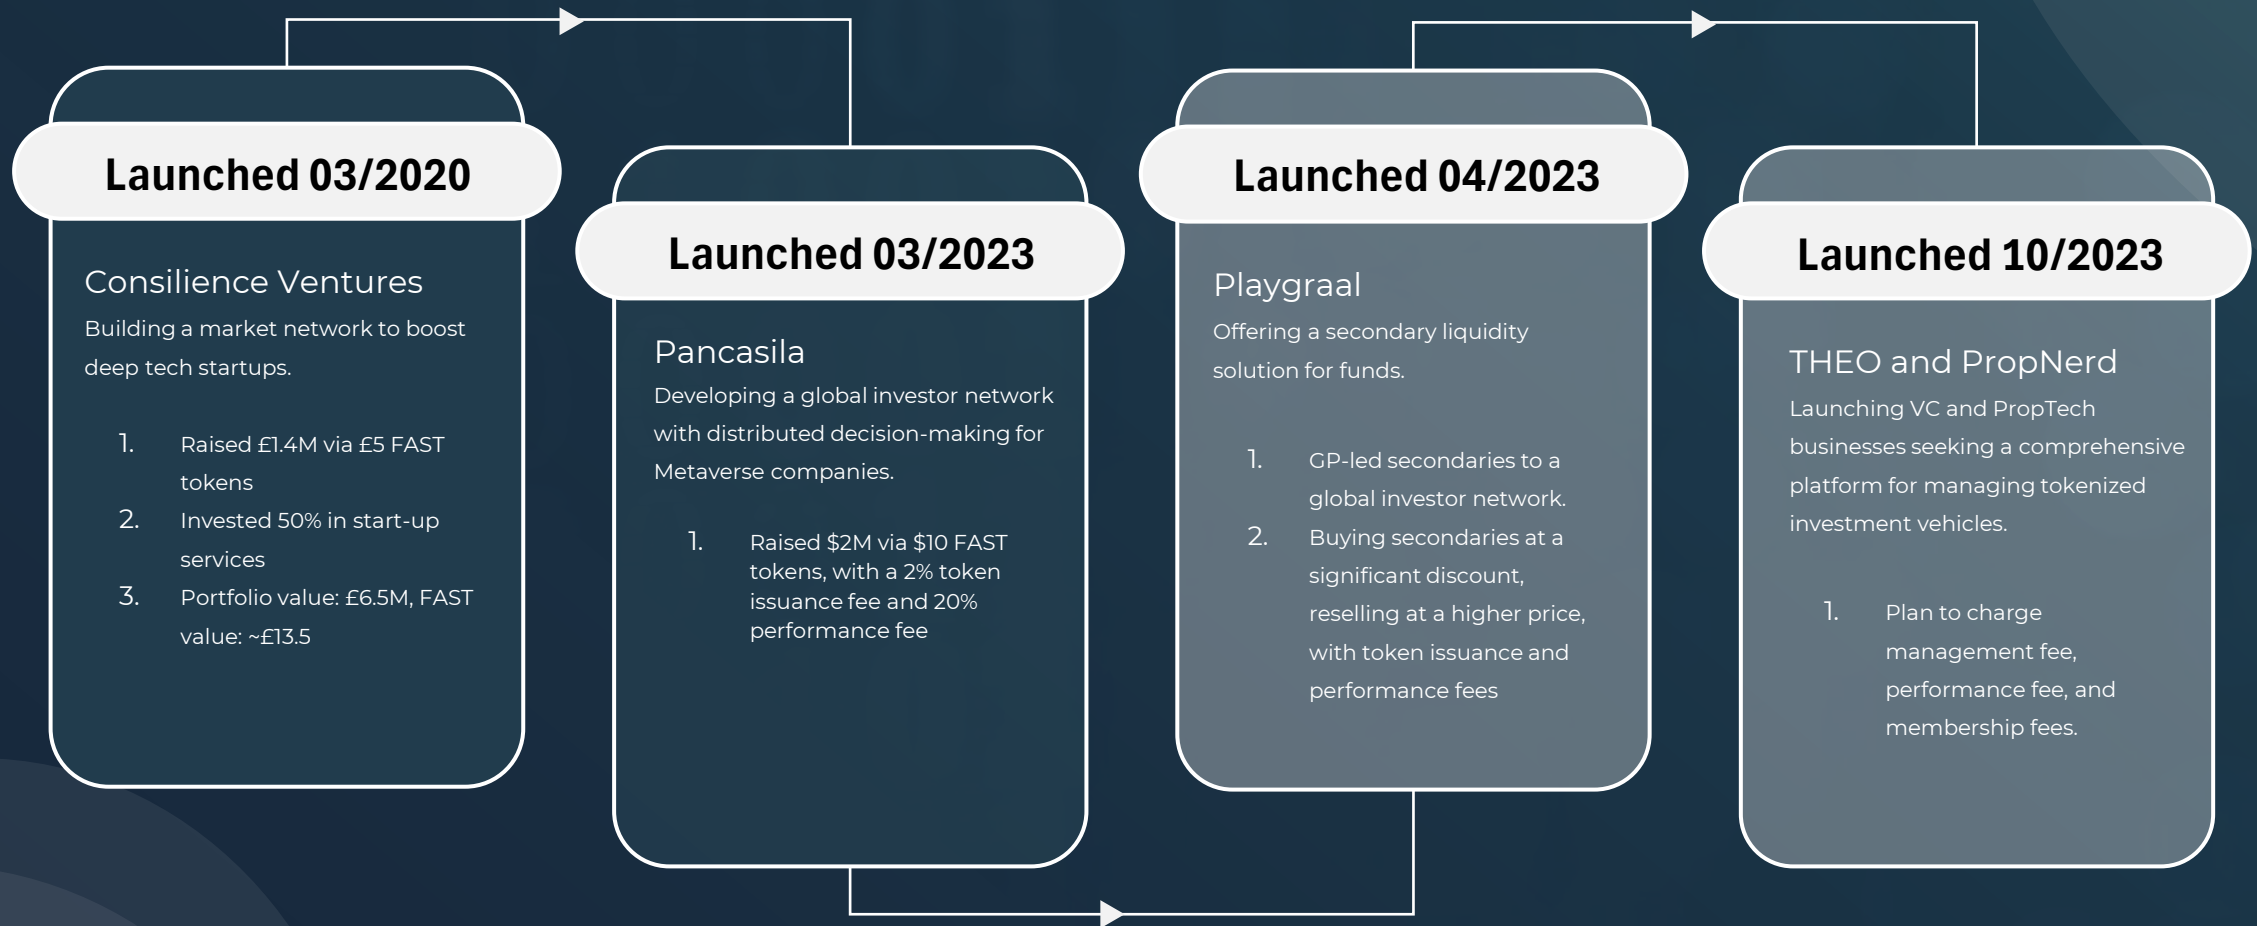 Launched 03/2020
Consilience Ventures
Building a market network to boost
deep tech startups.
1. Raised £1.4M via £5 FAST
tokens
2. Invested 50% in start-up
services
3. Portfolio value: £6.5M, FAST
value: ~£13.5
Launched 03/2023
Pancasila
Developing a global investor network
with distributed decision-making for
Metaverse companies.
1. Raised $2M via $10 FAST
tokens, with a 2% token
issuance fee and 20%
performance fee
Launched 04/2023
Playgraal
Offering a secondary liquidity
solution for funds.
1. GP-led secondaries to a
global investor network.
2. Buying secondaries at a
significant discount,
reselling at a higher price,
with token issuance and
performance fees
Launched 10/2023
THEO and PropNerd
Launching VC and PropTech
businesses seeking a comprehensive
platform for managing tokenized
investment vehicles.
1. Plan to charge
management fee,
performance fee, and
membership fees.